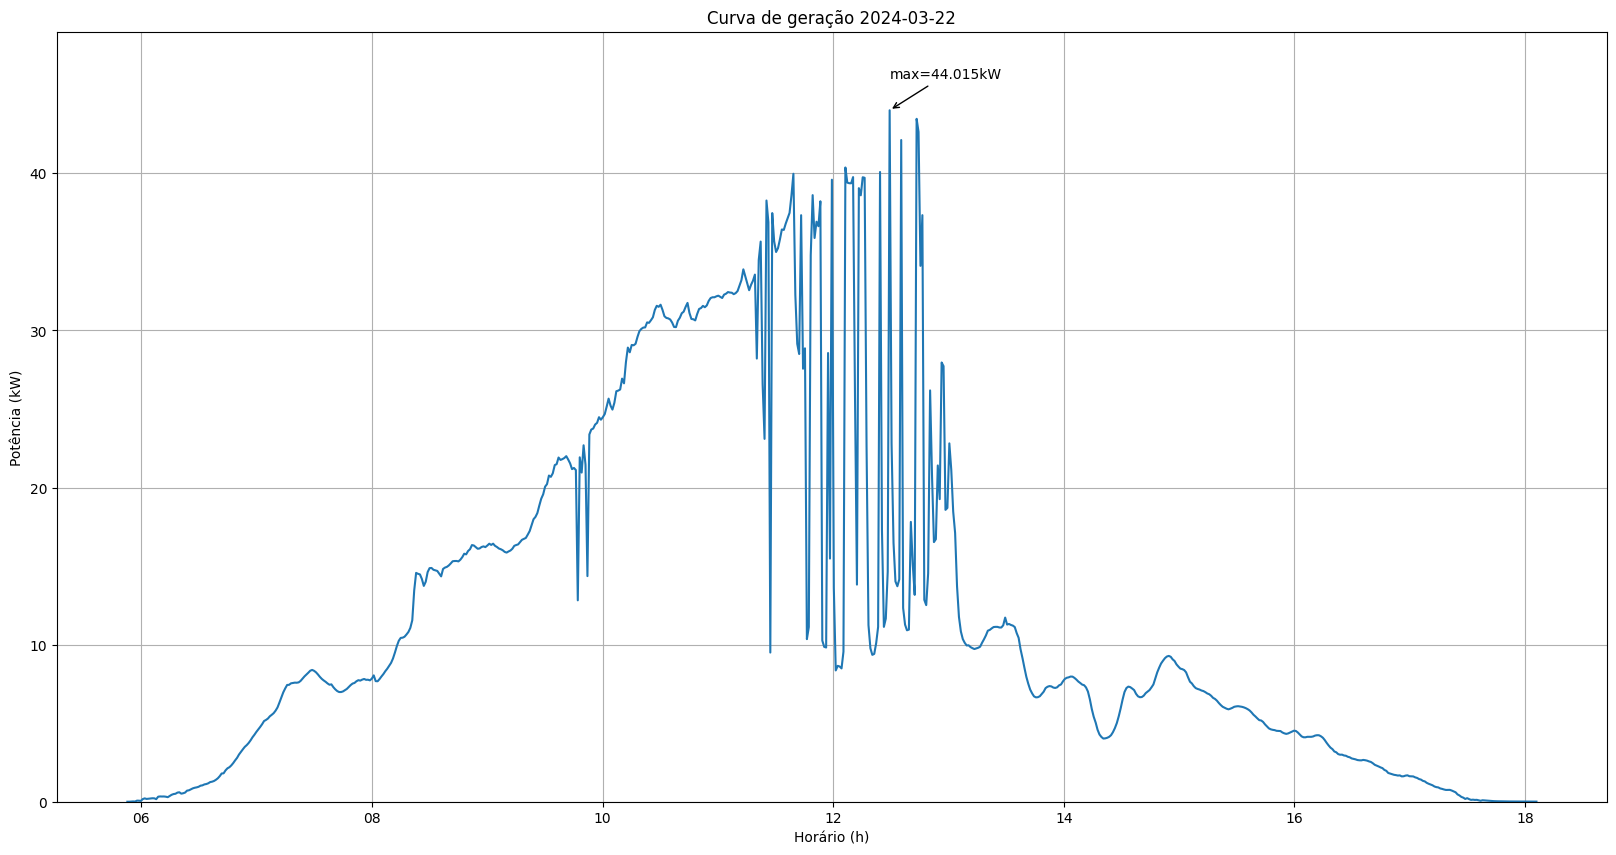 Curva de geração 2024-03-22
max=44.015kW
Potência (kW)
40
30
20
10
0
06 08 10 12 14 16 18
Horário (h)